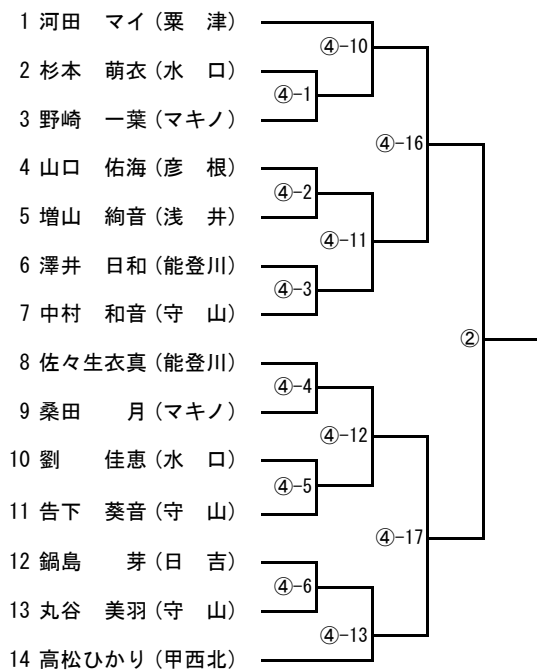 1 河田　マイ（粟　津）
④-10
2 杉本　萌衣（水　口）
④-1
3 野崎　一葉（マキノ）
④-16
4 山口　佑海（彦　根）
④-2
5 増山　絢音（浅　井）
④-11
6 澤井　日和（能登川）
④-3
7 中村　和音（守　山）
②
8 佐々生衣真（能登川）
④-4
9 桑田　　月（マキノ）
④-12
10 劉　　佳恵（水　口）
④-5
11 告下　葵音（守　山）
④-17
12 鍋島　　芽（日　吉）
④-6
13 丸谷　美羽（守　山）
④-13
14 高松ひかり（甲西北）